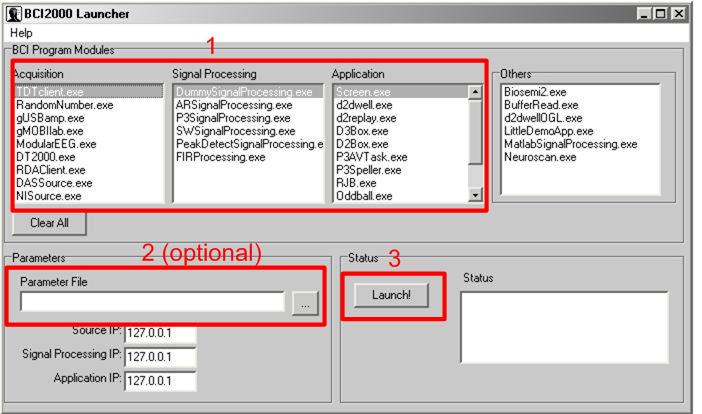 BCI2000 Launcher
Help
BCI Program Modules
1
Acquisition
TDTclient.exe
RandomNumber.exe
gUSBamp.exe
gMOBIlab.exe
ModularEEG.exe
DT2000.exe
RDAClient.exe
DASSource.exe
NISource.exe
Signal Processing
DummySignalProcessing.exe
ARSignalProcessing.exe
P3SignalProcessing.exe
SWSignalProcessing.exe
PeakDetectSignalProcessing.e
FIRProcessing.exe
Application
Screen.exe
d2dwell.exe
d2replay.exe
D3Box.exe
D2Box.exe
P3AVTask.exe
P3Speller.exe
RJB.exe
Oddball.exe
Others
Biosemi2.exe
BufferRead.exe
d2dwellOGL.exe
LittleDemoApp.exe
MatlabSignalProcessing.exe
Neuroscan.exe
Clear All
Parameters
2 (optional)
Parameter File
...
Source IP: 127.0.0.1
Signal Processing IP: 127.0.0.1
Application IP: 127.0.0.1
Status
3
Launch!
Status